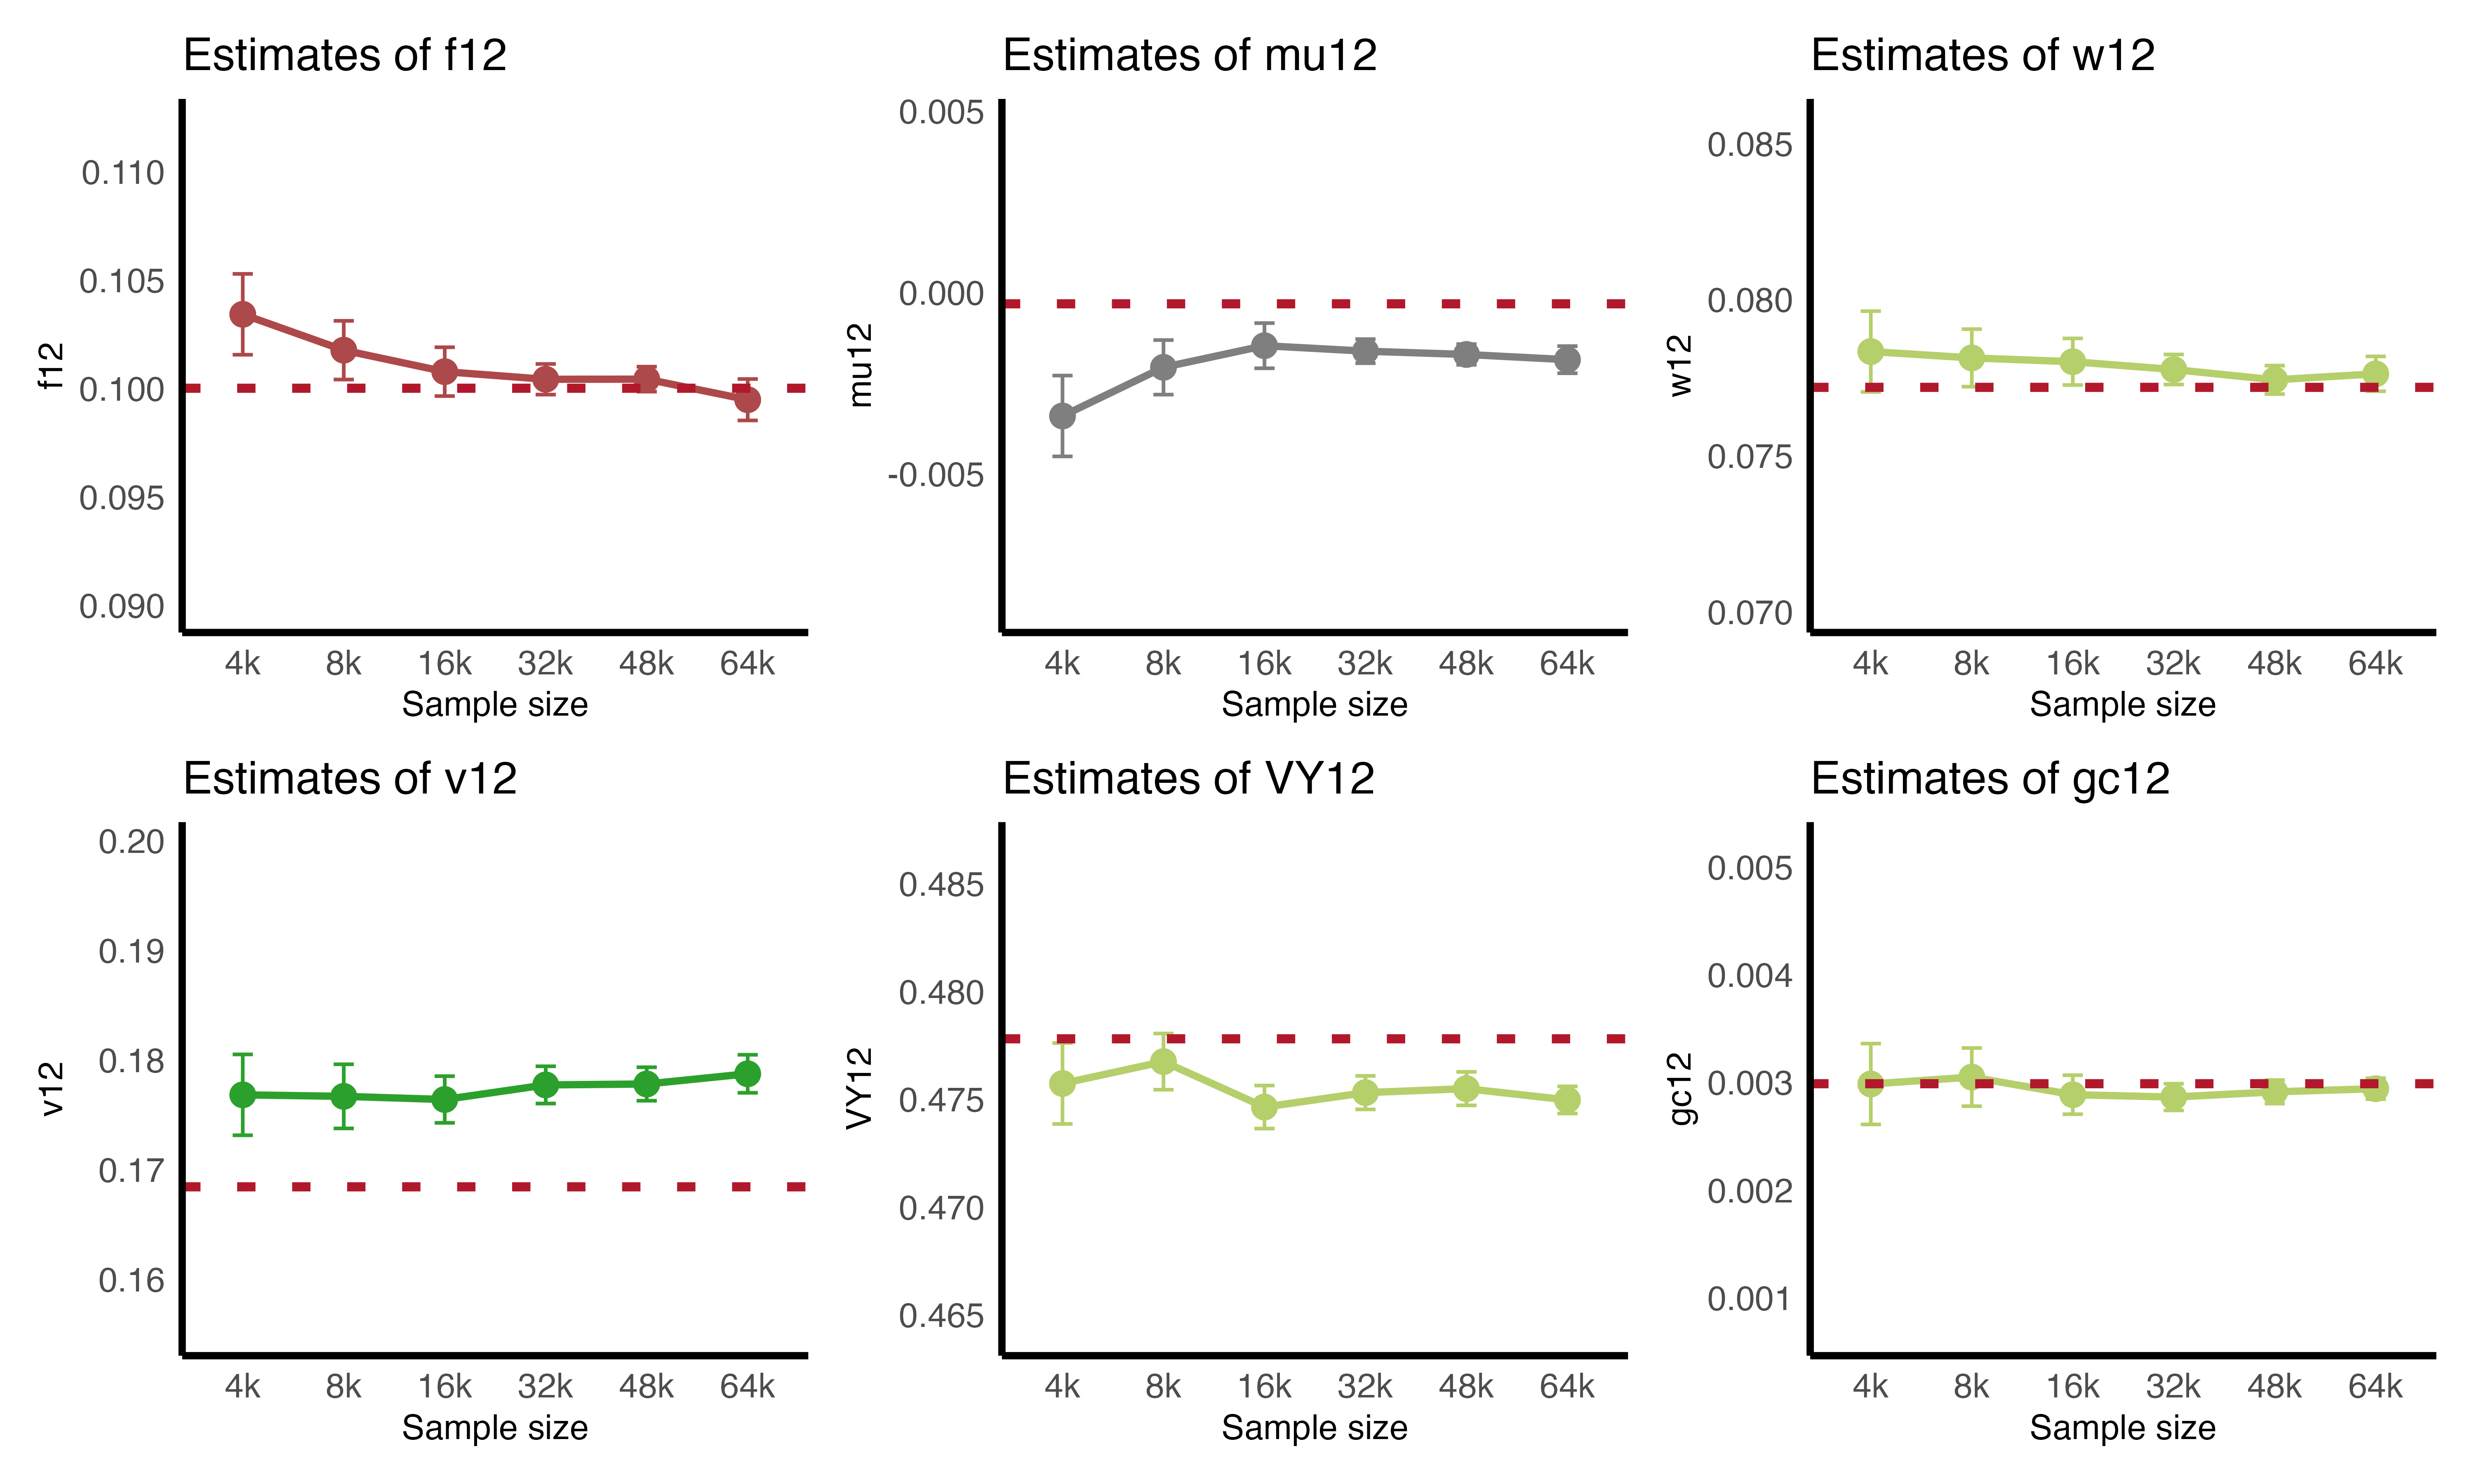 Estimates of f12
f12
0.110
0.105
0.100
0.095
0.090
4k 8k 16k 32k 48k 64k
Sample size
Estimates of mu12
mu12
0.005
0.000
-0.005
4k 8k 16k 32k 48k 64k
Sample size
Estimates of w12
w12
0.085
0.080
0.075
0.070
4k 8k 16k 32k 48k 64k
Sample size
Estimates of v12
v12
0.20
0.19
0.18
0.17
0.16
4k 8k 16k 32k 48k 64k
Sample size
Estimates of VY12
VY12
0.485
0.480
0.475
0.470
0.465
4k 8k 16k 32k 48k 64k
Sample size
Estimates of gc12
gc12
0.005
0.004
0.003
0.002
0.001
4k 8k 16k 32k 48k 64k
Sample size